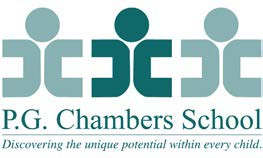 P.G. Chambers School
Discovering the unique potential within every child.